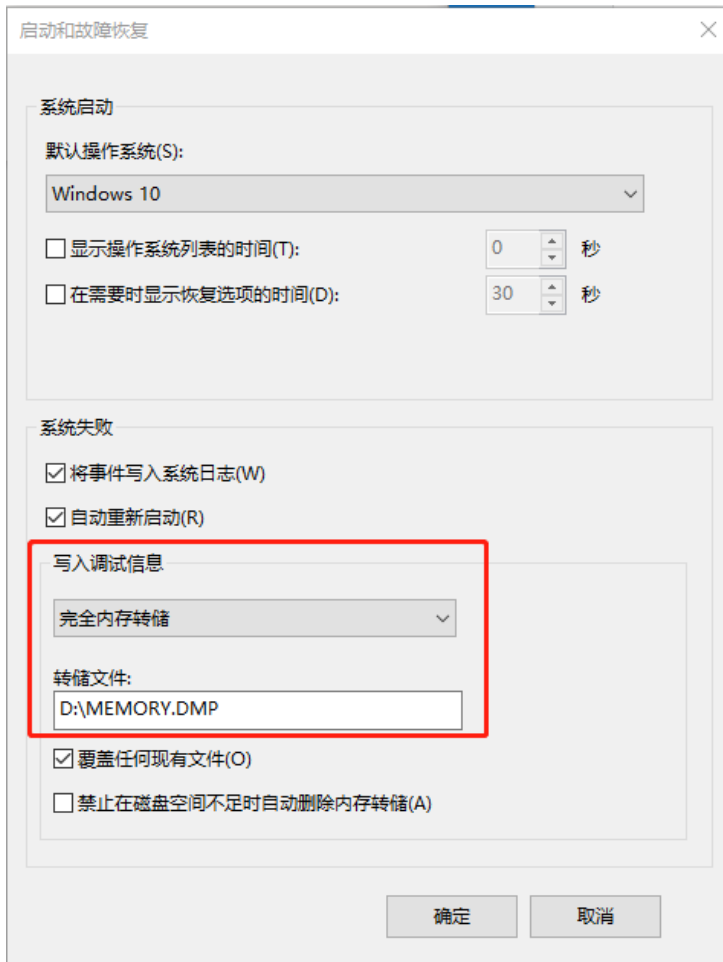 启动和故障恢复
系统启动
默认操作系统(S):
Windows 10
显示操作系统列表的时间(T): 0 秒
在需要时显示恢复选项的时间(D): 30 秒
系统失败
将事件写入系统日志(W)
自动重新启动(R)
写入调试信息
完全内存转储
转储文件:
D:\MEMORY.DMP
覆盖任何现有文件(O)
禁止在磁盘空间不足时自动删除内存转储(A)
确定 取消